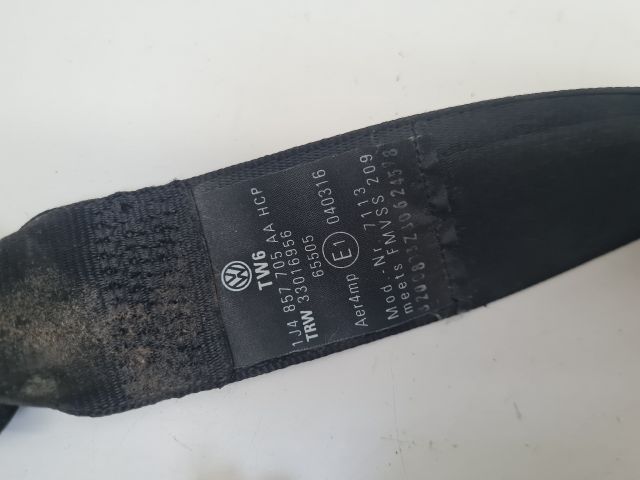 TW6
1J4 857 705 AA HCP
TRW 33016956
65505
Aer4mp E1 040316
Mod.-Nr. 7113
meets FMVSS 209